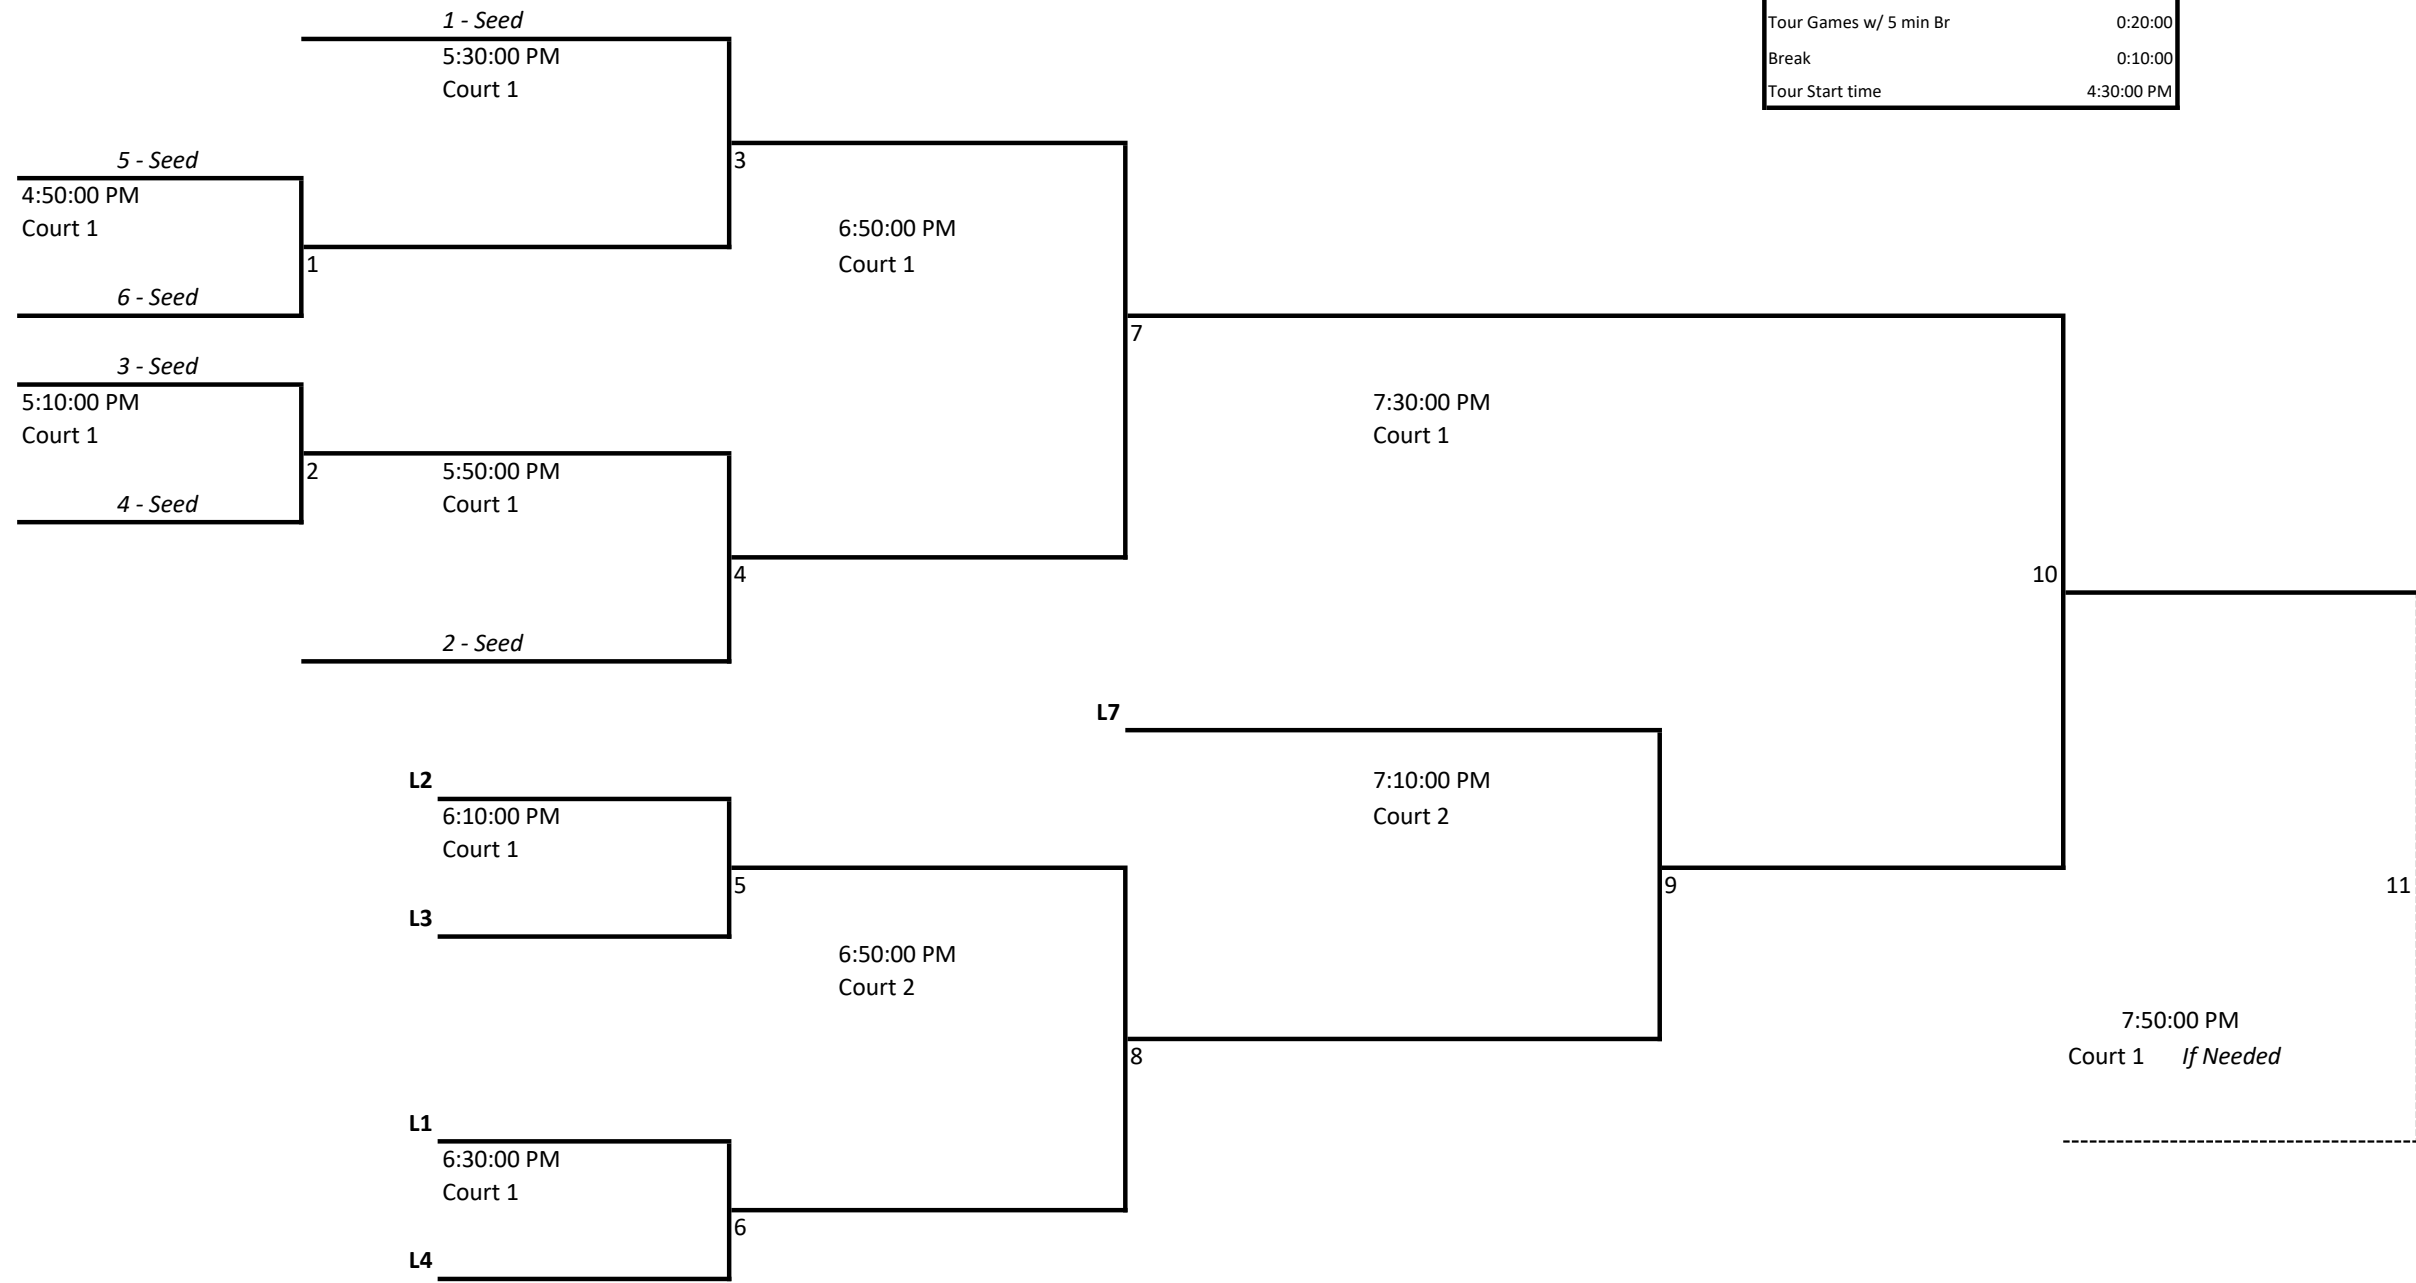 1 - Seed
Tour Games w/ 5 min Br 0:20:00
5:30:00 PM
Break 0:10:00
Court 1
Tour Start time 4:30:00 PM
5 - Seed
3
4:50:00 PM
Court 1
6:50:00 PM
1
Court 1
6 - Seed
7
3 - Seed
5:10:00 PM
7:30:00 PM
Court 1
Court 1
2
5:50:00 PM
4 - Seed
Court 1
4
10
2 - Seed
L7
L2
7:10:00 PM
6:10:00 PM
Court 2
Court 1
5
9
11
L3
6:50:00 PM
Court 2
7:50:00 PM
8
Court 1 If Needed
L1
6:30:00 PM
Court 1
6
L4